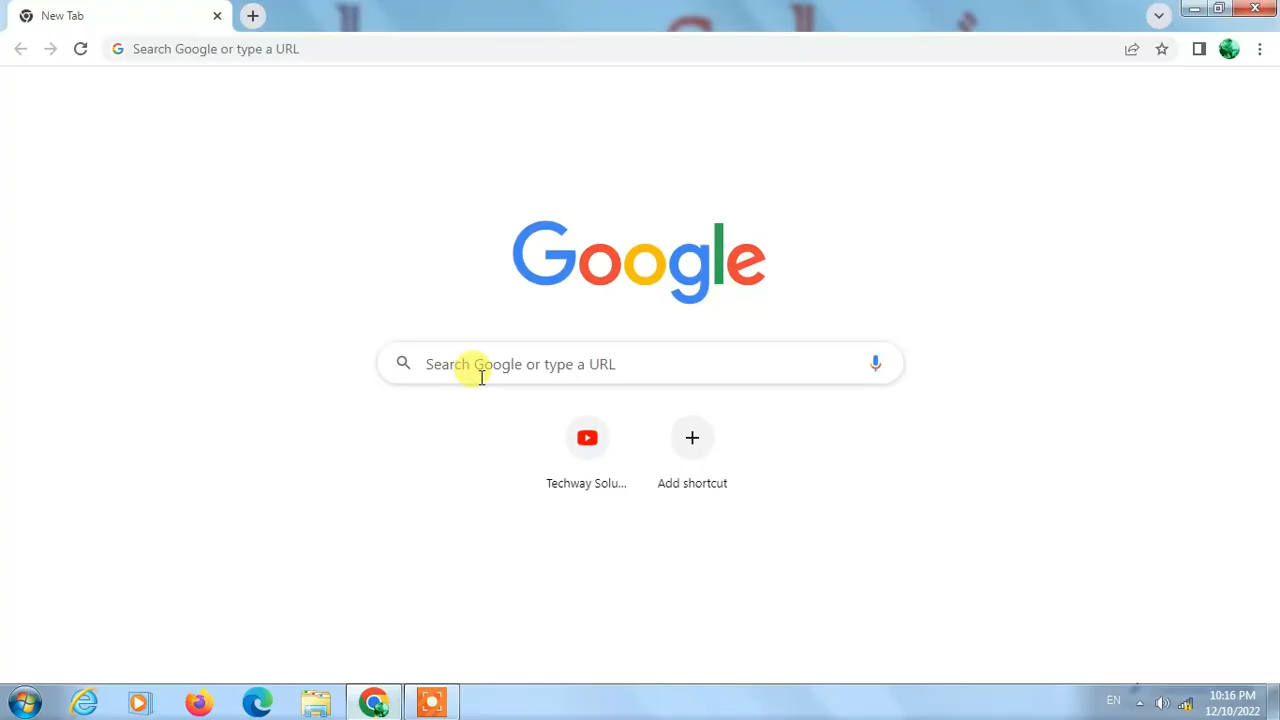 New Tab
Search Google or type a URL
Google
Search Google or type a URL
Techway Solu...
Add shortcut
EN
10:16 PM
12/10/2022